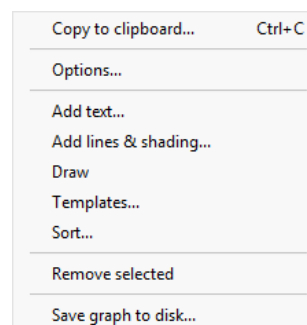 Copy to clipboard... Ctrl+C
Options...
Add text...
Add lines & shading...
Draw
Templates...
Sort...
Remove selected
Save graph to disk...